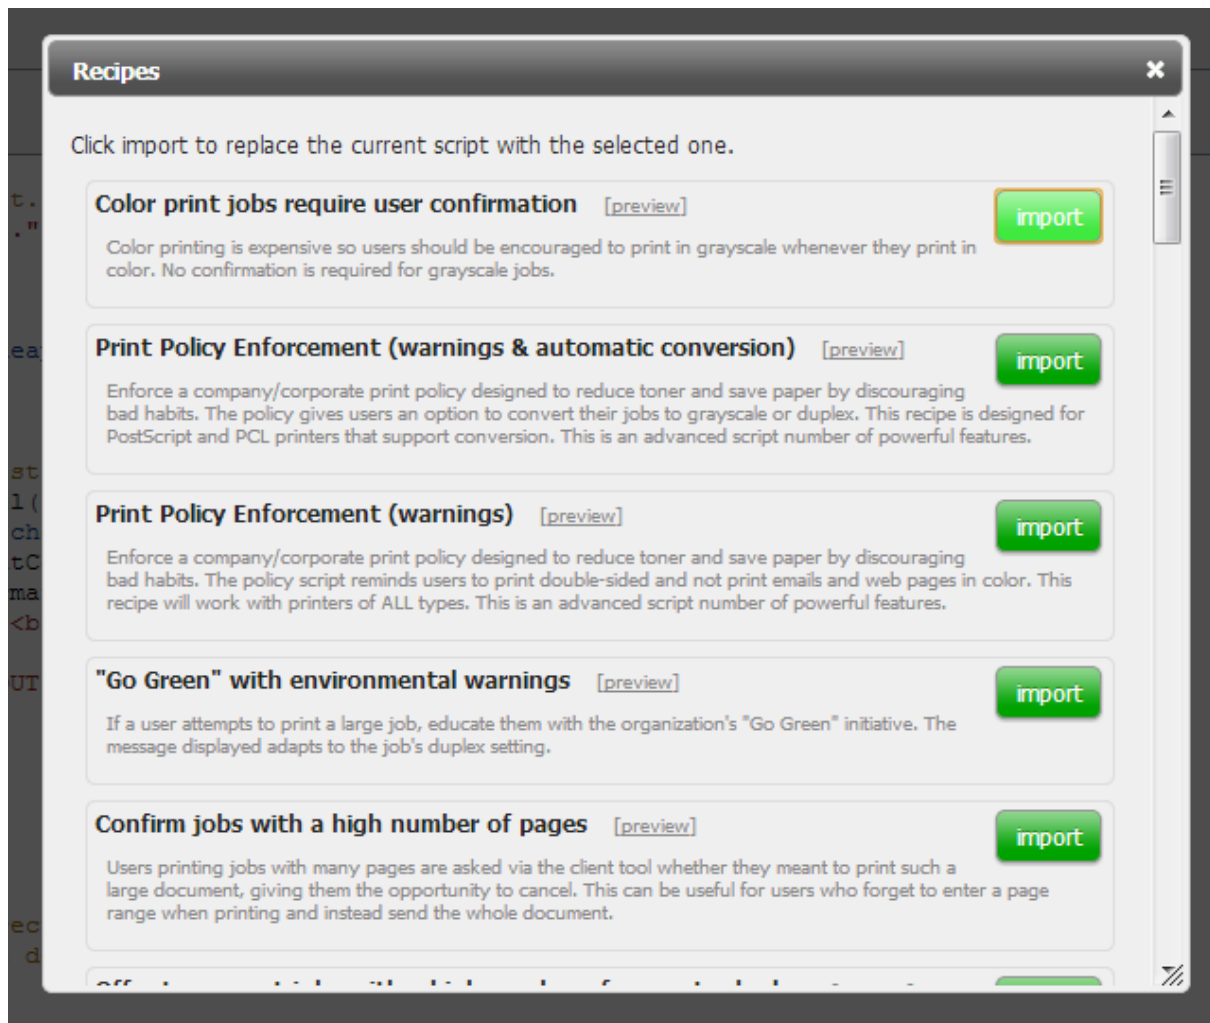 Recipes
Click import to replace the current script with the selected one.
Color print jobs require user confirmation [preview] import
Color printing is expensive so users should be encouraged to print in grayscale whenever they print in
color. No confirmation is required for grayscale jobs.
Print Policy Enforcement (warnings & automatic conversion) [preview] import
Enforce a company/corporate print policy designed to reduce toner and save paper by discouraging
bad habits. The policy gives users an option to convert their jobs to grayscale or duplex. This recipe is designed for
PostScript and PCL printers that support conversion. This is an advanced script number of powerful features.
Print Policy Enforcement (warnings) [preview] import
Enforce a company/corporate print policy designed to reduce toner and save paper by discouraging
bad habits. The policy script reminds users to print double-sided and not print emails and web pages in color. This
recipe will work with printers of ALL types. This is an advanced script number of powerful features.
"Go Green" with environmental warnings [preview] import
If a user attempts to print a large job, educate them with the organization's "Go Green" initiative. The
message displayed adapts to the job's duplex setting.
Confirm jobs with a high number of pages [preview] import
Users printing jobs with many pages are asked via the client tool whether they meant to print such a
large document, giving them the opportunity to cancel. This can be useful for users who forget to enter a page
range when printing and instead send the whole document.